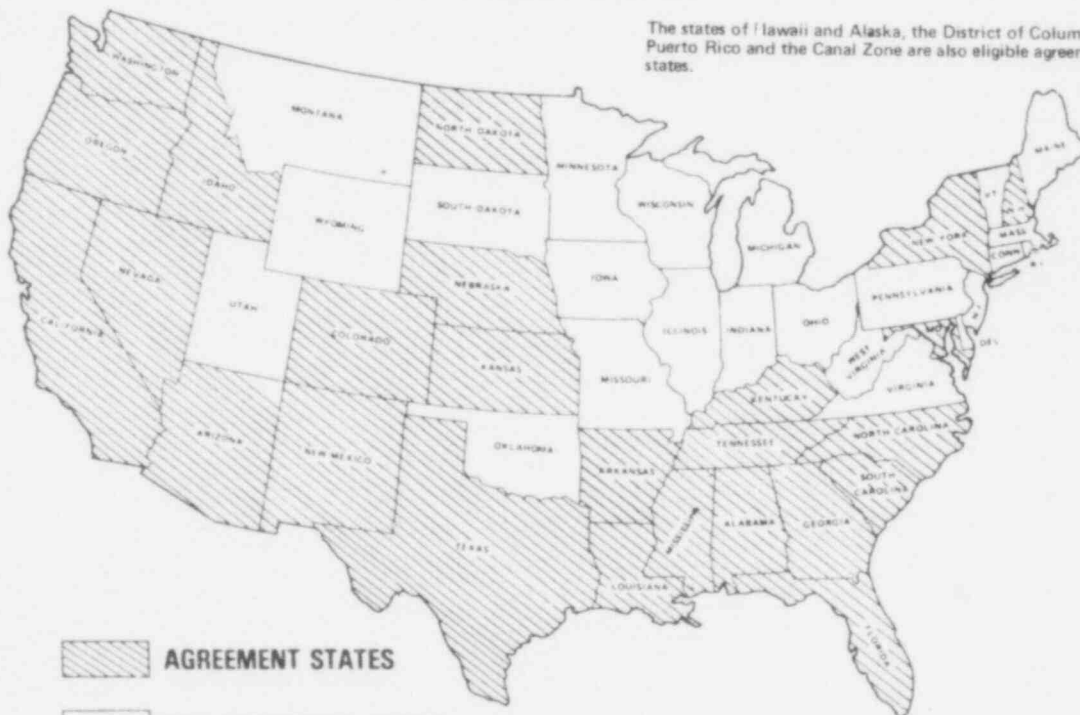 The states of Hawaii and Alaska, the District of Colum
Puerto Rico and the Canal Zone are also eligible agreer
states.
WASHINGTON
MONTANA
NORTH DAKOTA
MINNESOTA
MAINE
OREGON
IDAHO
WYOMING
SOUTH DAKOTA
WISCONSIN
MICHIGAN
VT
N H
NEW YORK
MASS
CONN
R I
NEVADA
UTAH
COLORADO
NEBRASKA
IOWA
ILLINOIS
INDIANA
OHIO
PENNSYLVANIA
N J
MD
DEL
CALIFORNIA
KANSAS
MISSOURI
WEST
VIRGINIA
VIRGINIA
KENTUCKY
ARIZONA
NEW MEXICO
OKLAHOMA
ARKANSAS
TENNESSEE
NORTH CAROLINA
SOUTH
CAROLINA
TEXAS
LOUISIANA
MISSISSIPPI
ALABAMA
GEORGIA
FLORIDA
AGREEMENT STATES